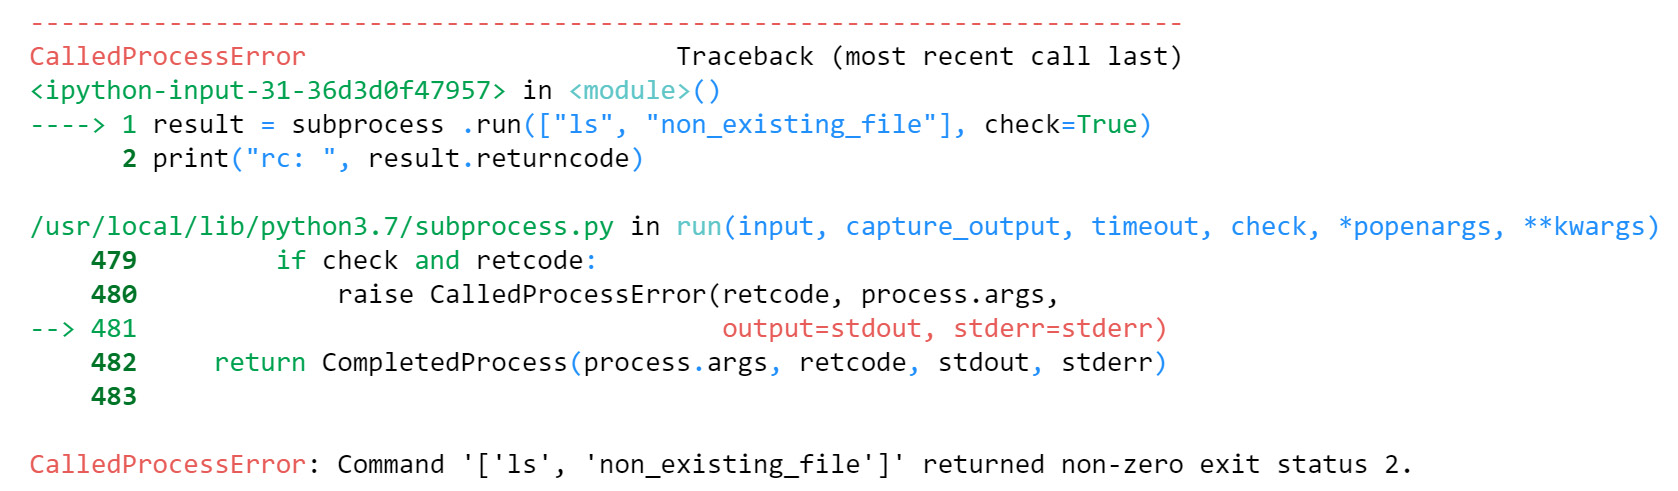 ---------------------------------------------------------------------------
CalledProcessError                        Traceback (most recent call last)
<ipython-input-31-36d3d0f47957> in <module>()
----> 1 result = subprocess .run(["ls", "non_existing_file"], check=True)
      2 print("rc: ", result.returncode)

/usr/local/lib/python3.7/subprocess.py in run(input, capture_output, timeout, check, *popenargs, **kwargs)
    479         if check and retcode:
    480             raise CalledProcessError(retcode, process.args,
--> 481                                      output=stdout, stderr=stderr)
    482     return CompletedProcess(process.args, retcode, stdout, stderr)
    483

CalledProcessError: Command '['ls', 'non_existing_file']' returned non-zero exit status 2.